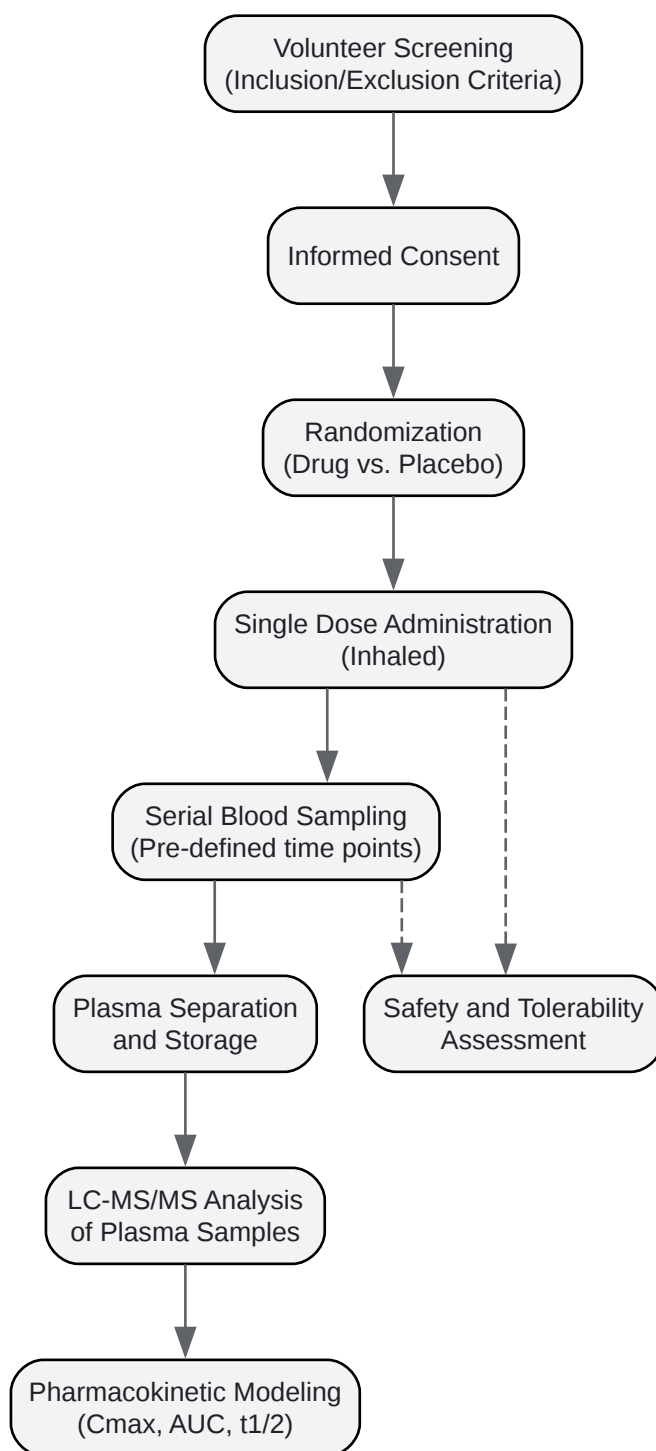 Volunteer Screening
(Inclusion/Exclusion Criteria)
Informed Consent
Randomization
(Drug vs. Placebo)
Single Dose Administration
(Inhaled)
Serial Blood Sampling
(Pre-defined time points)
Plasma Separation
and Storage
Safety and Tolerability
Assessment
LC-MS/MS Analysis
of Plasma Samples
Pharmacokinetic Modeling
(Cmax, AUC, t1/2)